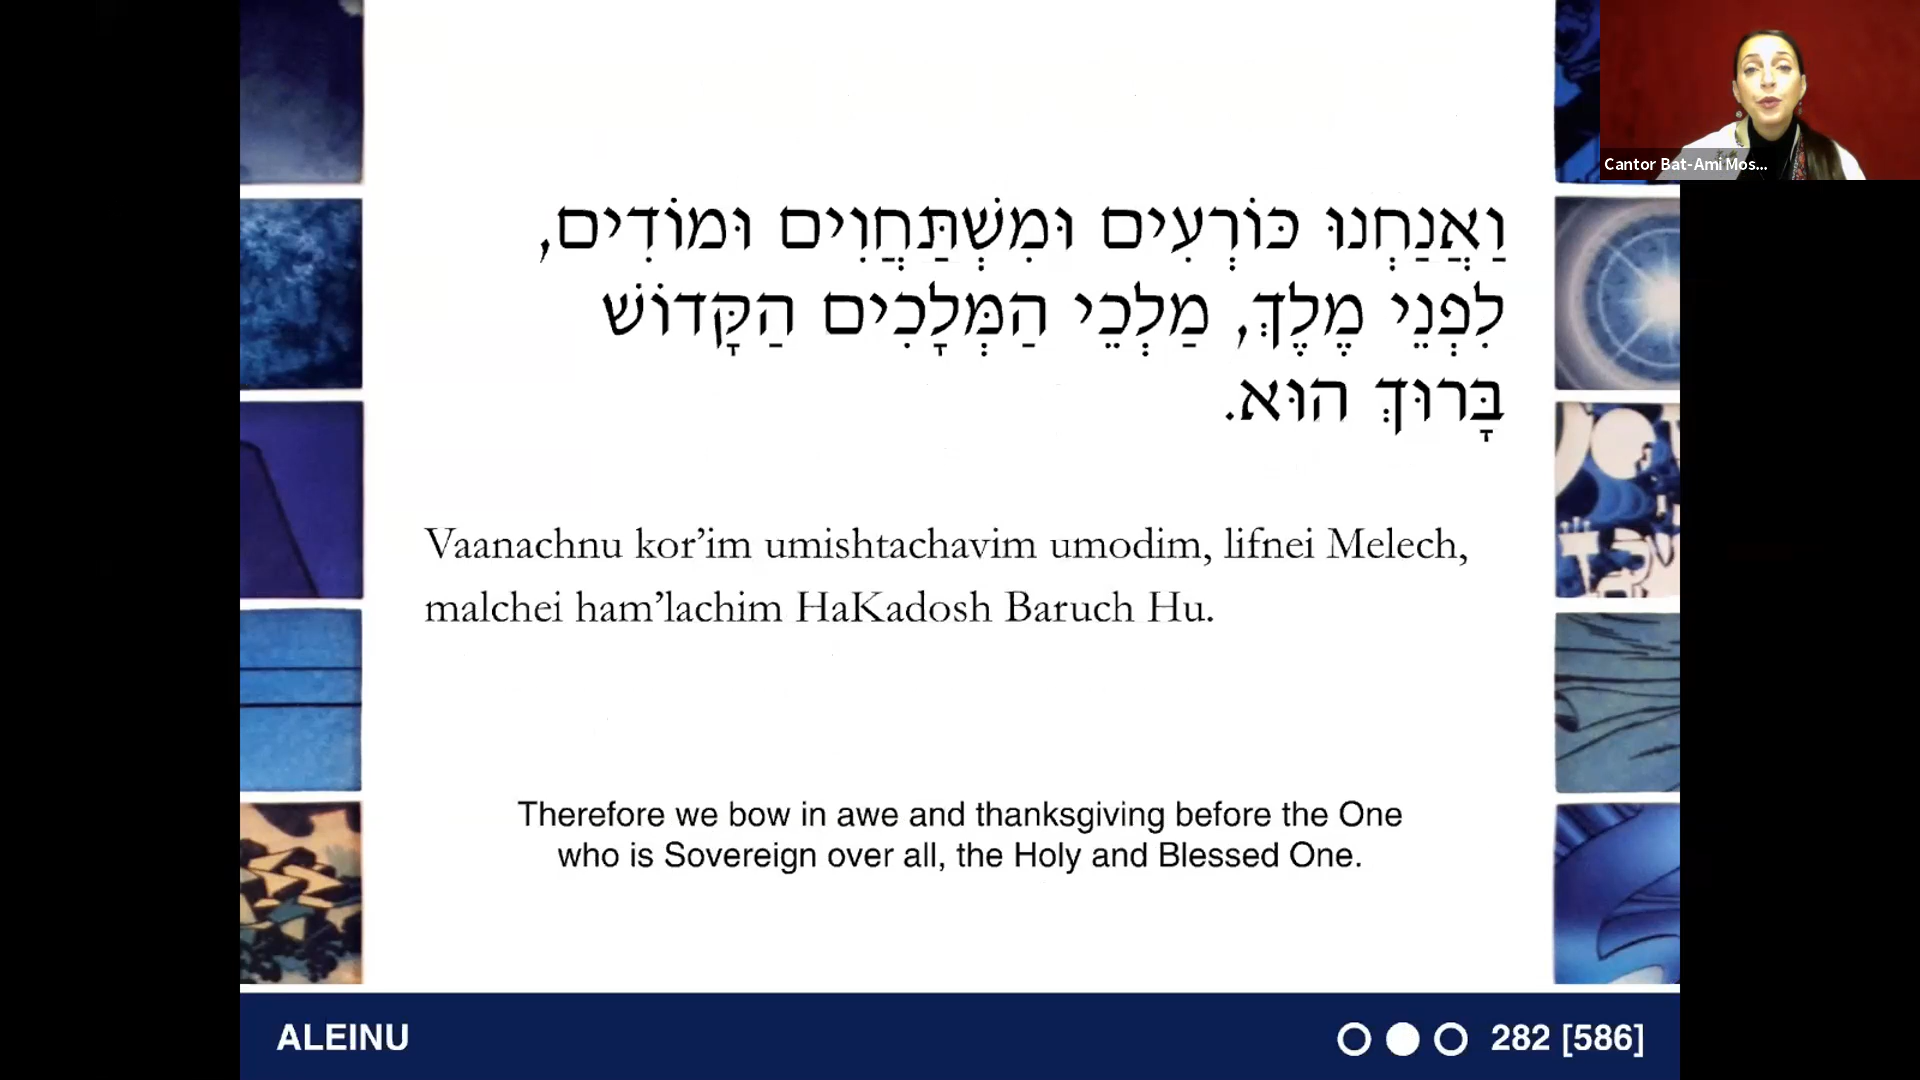 Cantor Bat-Ami Mos...
וַאֲנַחְנוּ כּוֹרְעִים וּמִשְׁתַּחֲוִים וּמוֹדִים,
לִפְנֵי מֶלֶךְ, מַלְכֵי הַמְּלָכִים הַקָּדוֹשׁ
בָּרוּךְ הוּא.
Vaanachnu kor’im umishtachavim umodim, lifnei Melech,
malchei ham’lachim HaKadosh Baruch Hu.
Therefore we bow in awe and thanksgiving before the One
who is Sovereign over all, the Holy and Blessed One.
ALEINU
282 [586]